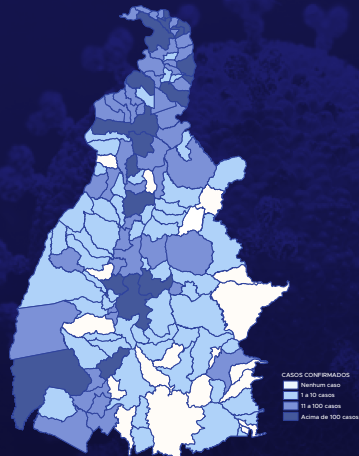 CASOS CONFIRMADOS
Nenhum caso
1 a 10 casos
11 a 100 casos
Acima de 100 casos